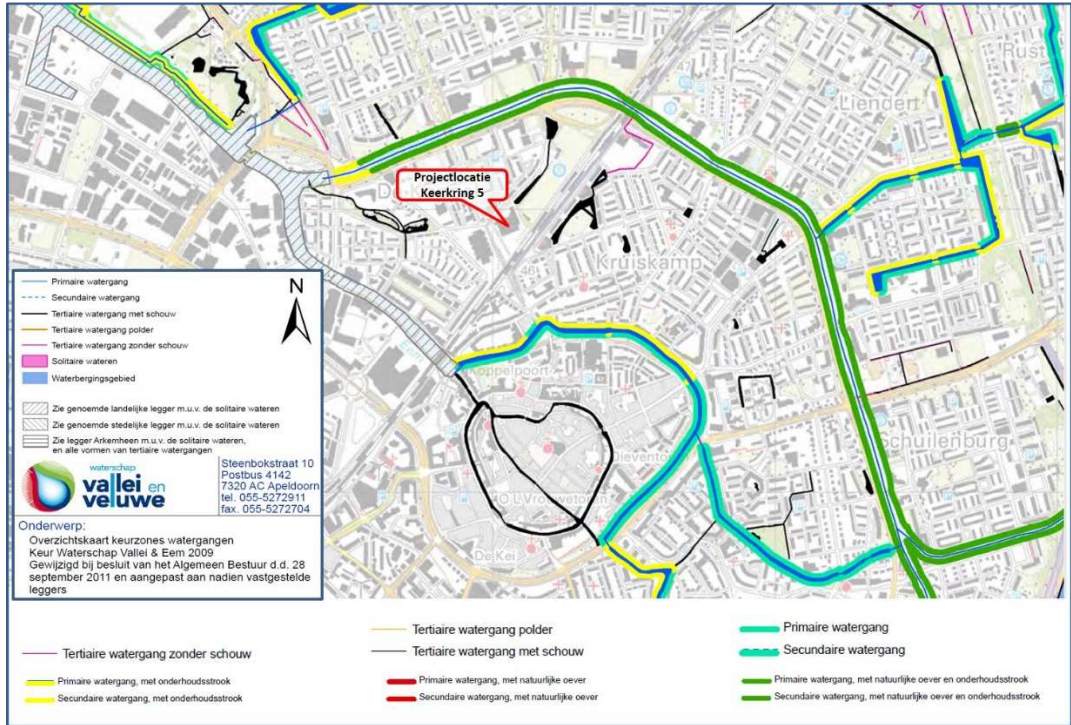 Rust
Liendert
Projectlocatie
Keerkring 5
Kruiskamp
46
Koppelpoort
Schuilenburg
Dieventoren
O.L.Vrouwetoren
De Kei
N
Primaire watergang
Secundaire watergang
Tertiaire watergang met schouw
Tertiaire watergang polder
Tertiaire watergang zonder schouw
Solitaire wateren
Waterbergingsgebied
Zie genoemde landelijke legger m.u.v. de solitaire wateren
Zie genoemde stedelijke legger m.u.v. de solitaire wateren
Zie legger Arkemheen m.u.v. de solitaire wateren,
en alle vormen van tertiaire watergangen
waterschap
vallei en
veluwe
Steenbokstraat 10
Postbus 4142
7320 AC Apeldoorn
tel. 055-5272911
fax. 055-5272704
Onderwerp:
Overzichtskaart keurzones watergangen
Keur Waterschap Vallei & Eem 2009
Gewijzigd bij besluit van het Algemeen Bestuur d.d. 28
september 2011 en aangepast aan nadien vastgestelde
leggers
Tertiaire watergang zonder schouw
Tertiaire watergang polder
Tertiaire watergang met schouw
Primaire watergang
Secundaire watergang
Primaire watergang, met onderhoudsstrook
Secundaire watergang, met onderhoudsstrook
Primaire watergang, met natuurlijke oever
Secundaire watergang, met natuurlijke oever
Primaire watergang, met natuurlijke oever en onderhoudsstrook
Secundaire watergang, met natuurlijke oever en onderhoudsstrook